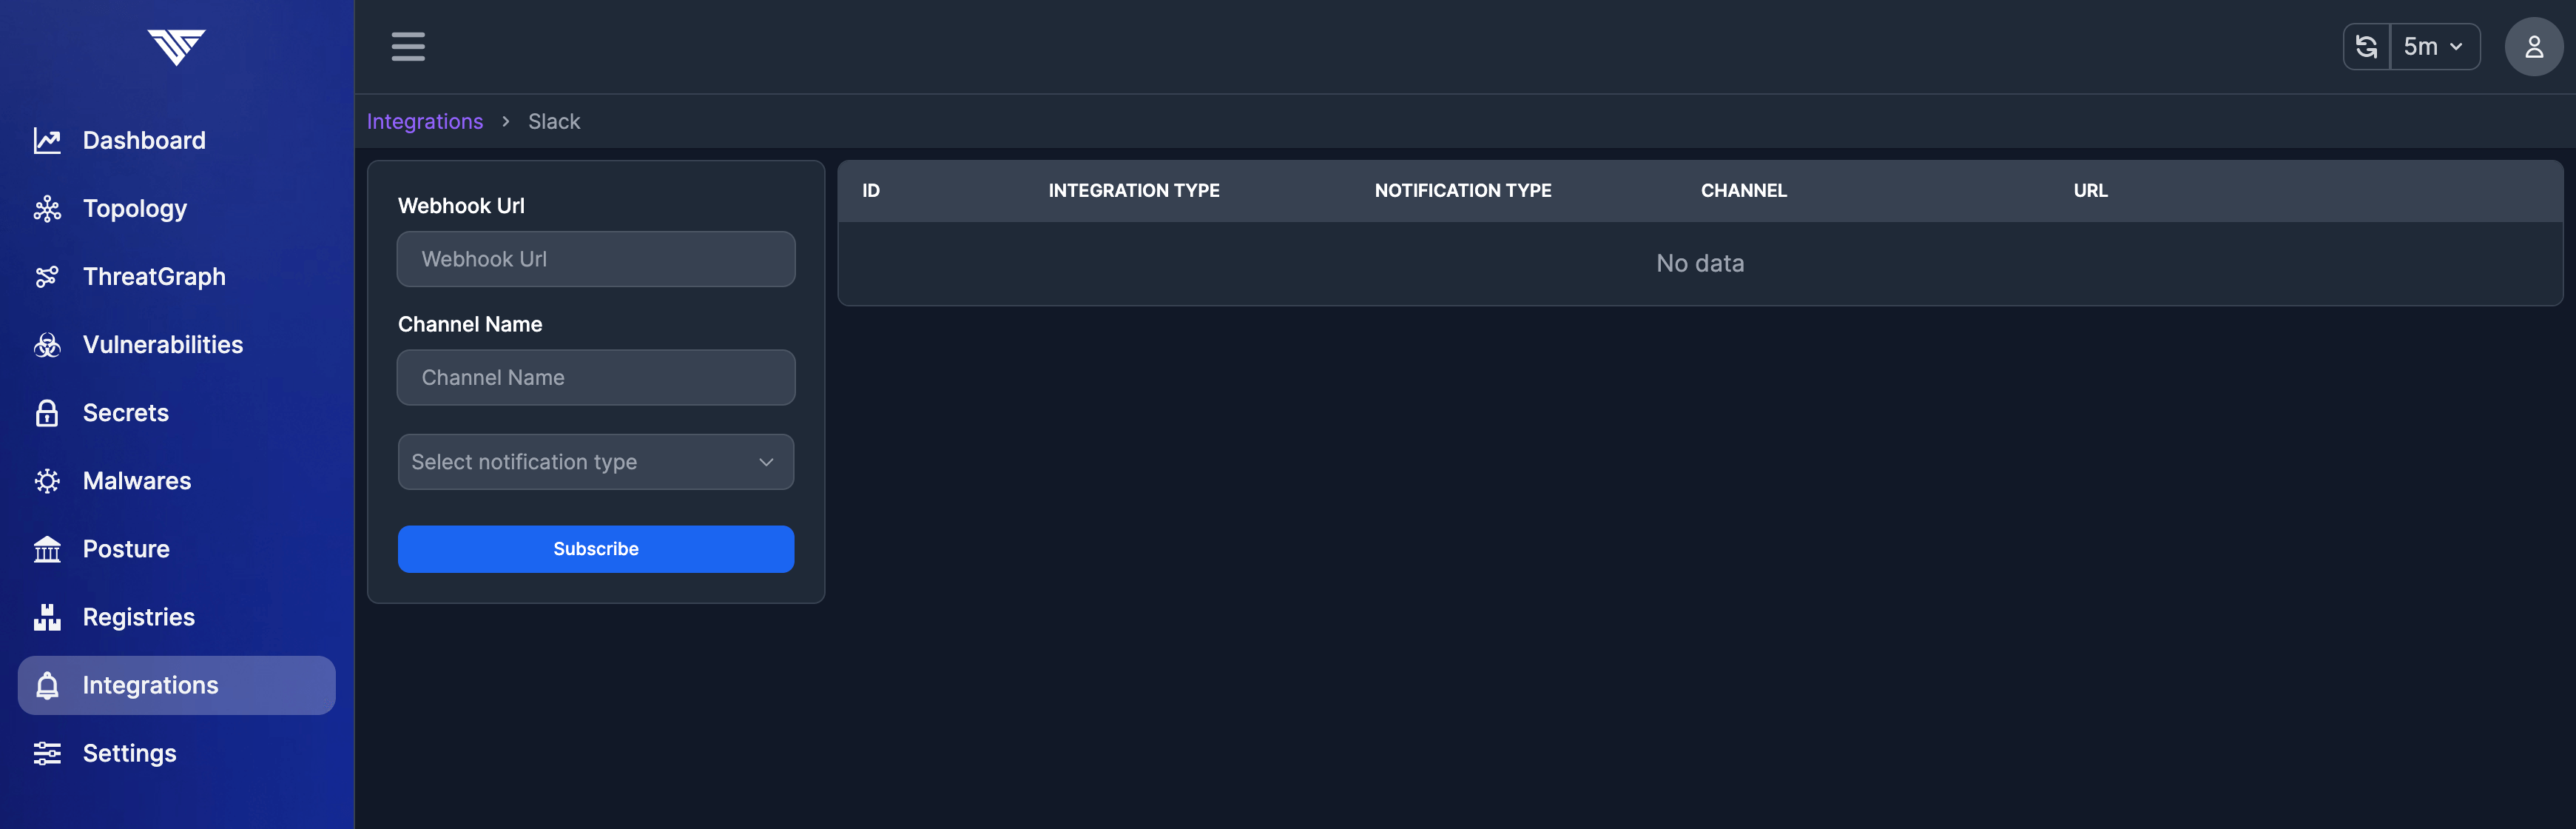 5m
Integrations > Slack
Dashboard
Topology
ThreatGraph
Vulnerabilities
Secrets
Malwares
Posture
Registries
Integrations
Settings
Webhook Url
Webhook Url
Channel Name
Channel Name
Select notification type
Subscribe
ID INTEGRATION TYPE NOTIFICATION TYPE CHANNEL URL
No data